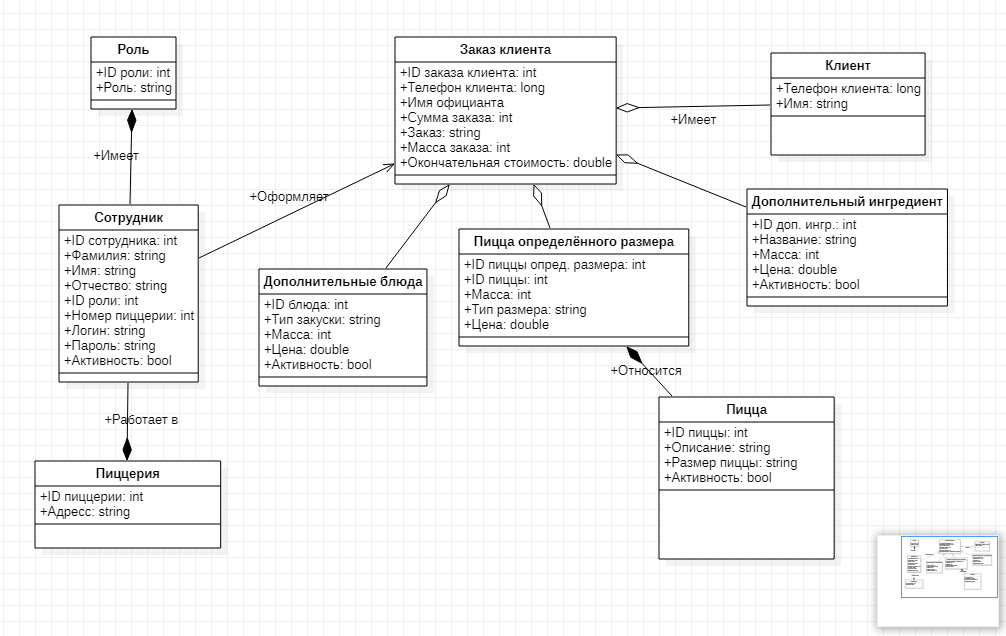 Роль
+ID роли: int
+Роль: string
Заказ клиента
+ID заказа клиента: int
+Телефон клиента: long
+Имя официанта
+Сумма заказа: int
+Заказ: string
+Масса заказа: int
+Окончательная стоимость: double
Клиент
+Телефон клиента: long
+Имя: string
+Имеет
+Имеет
+Оформляет
Дополнительный ингредиент
+ID доп. ингр.: int
+Название: string
+Масса: int
+Цена: double
+Активность: bool
Сотрудник
+ID сотрудника: int
+Фамилия: string
+Имя: string
+Отчество: string
+ID роли: int
+Номер пиццерии: int
+Логин: string
+Пароль: string
+Активность: bool
Дополнительные блюда
+ID блюда: int
+Тип закуски: string
+Масса: int
+Цена: double
+Активность: bool
Пицца определённого размера
+ID пиццы опред. размера: int
+ID пиццы: int
+Масса: int
+Тип размера: string
+Цена: double
+Относится
+Работает в
Пицца
+ID пиццы: int
+Описание: string
+Размер пиццы: string
+Активность: bool
Пиццерия
+ID пиццерии: int
+Адресс: string